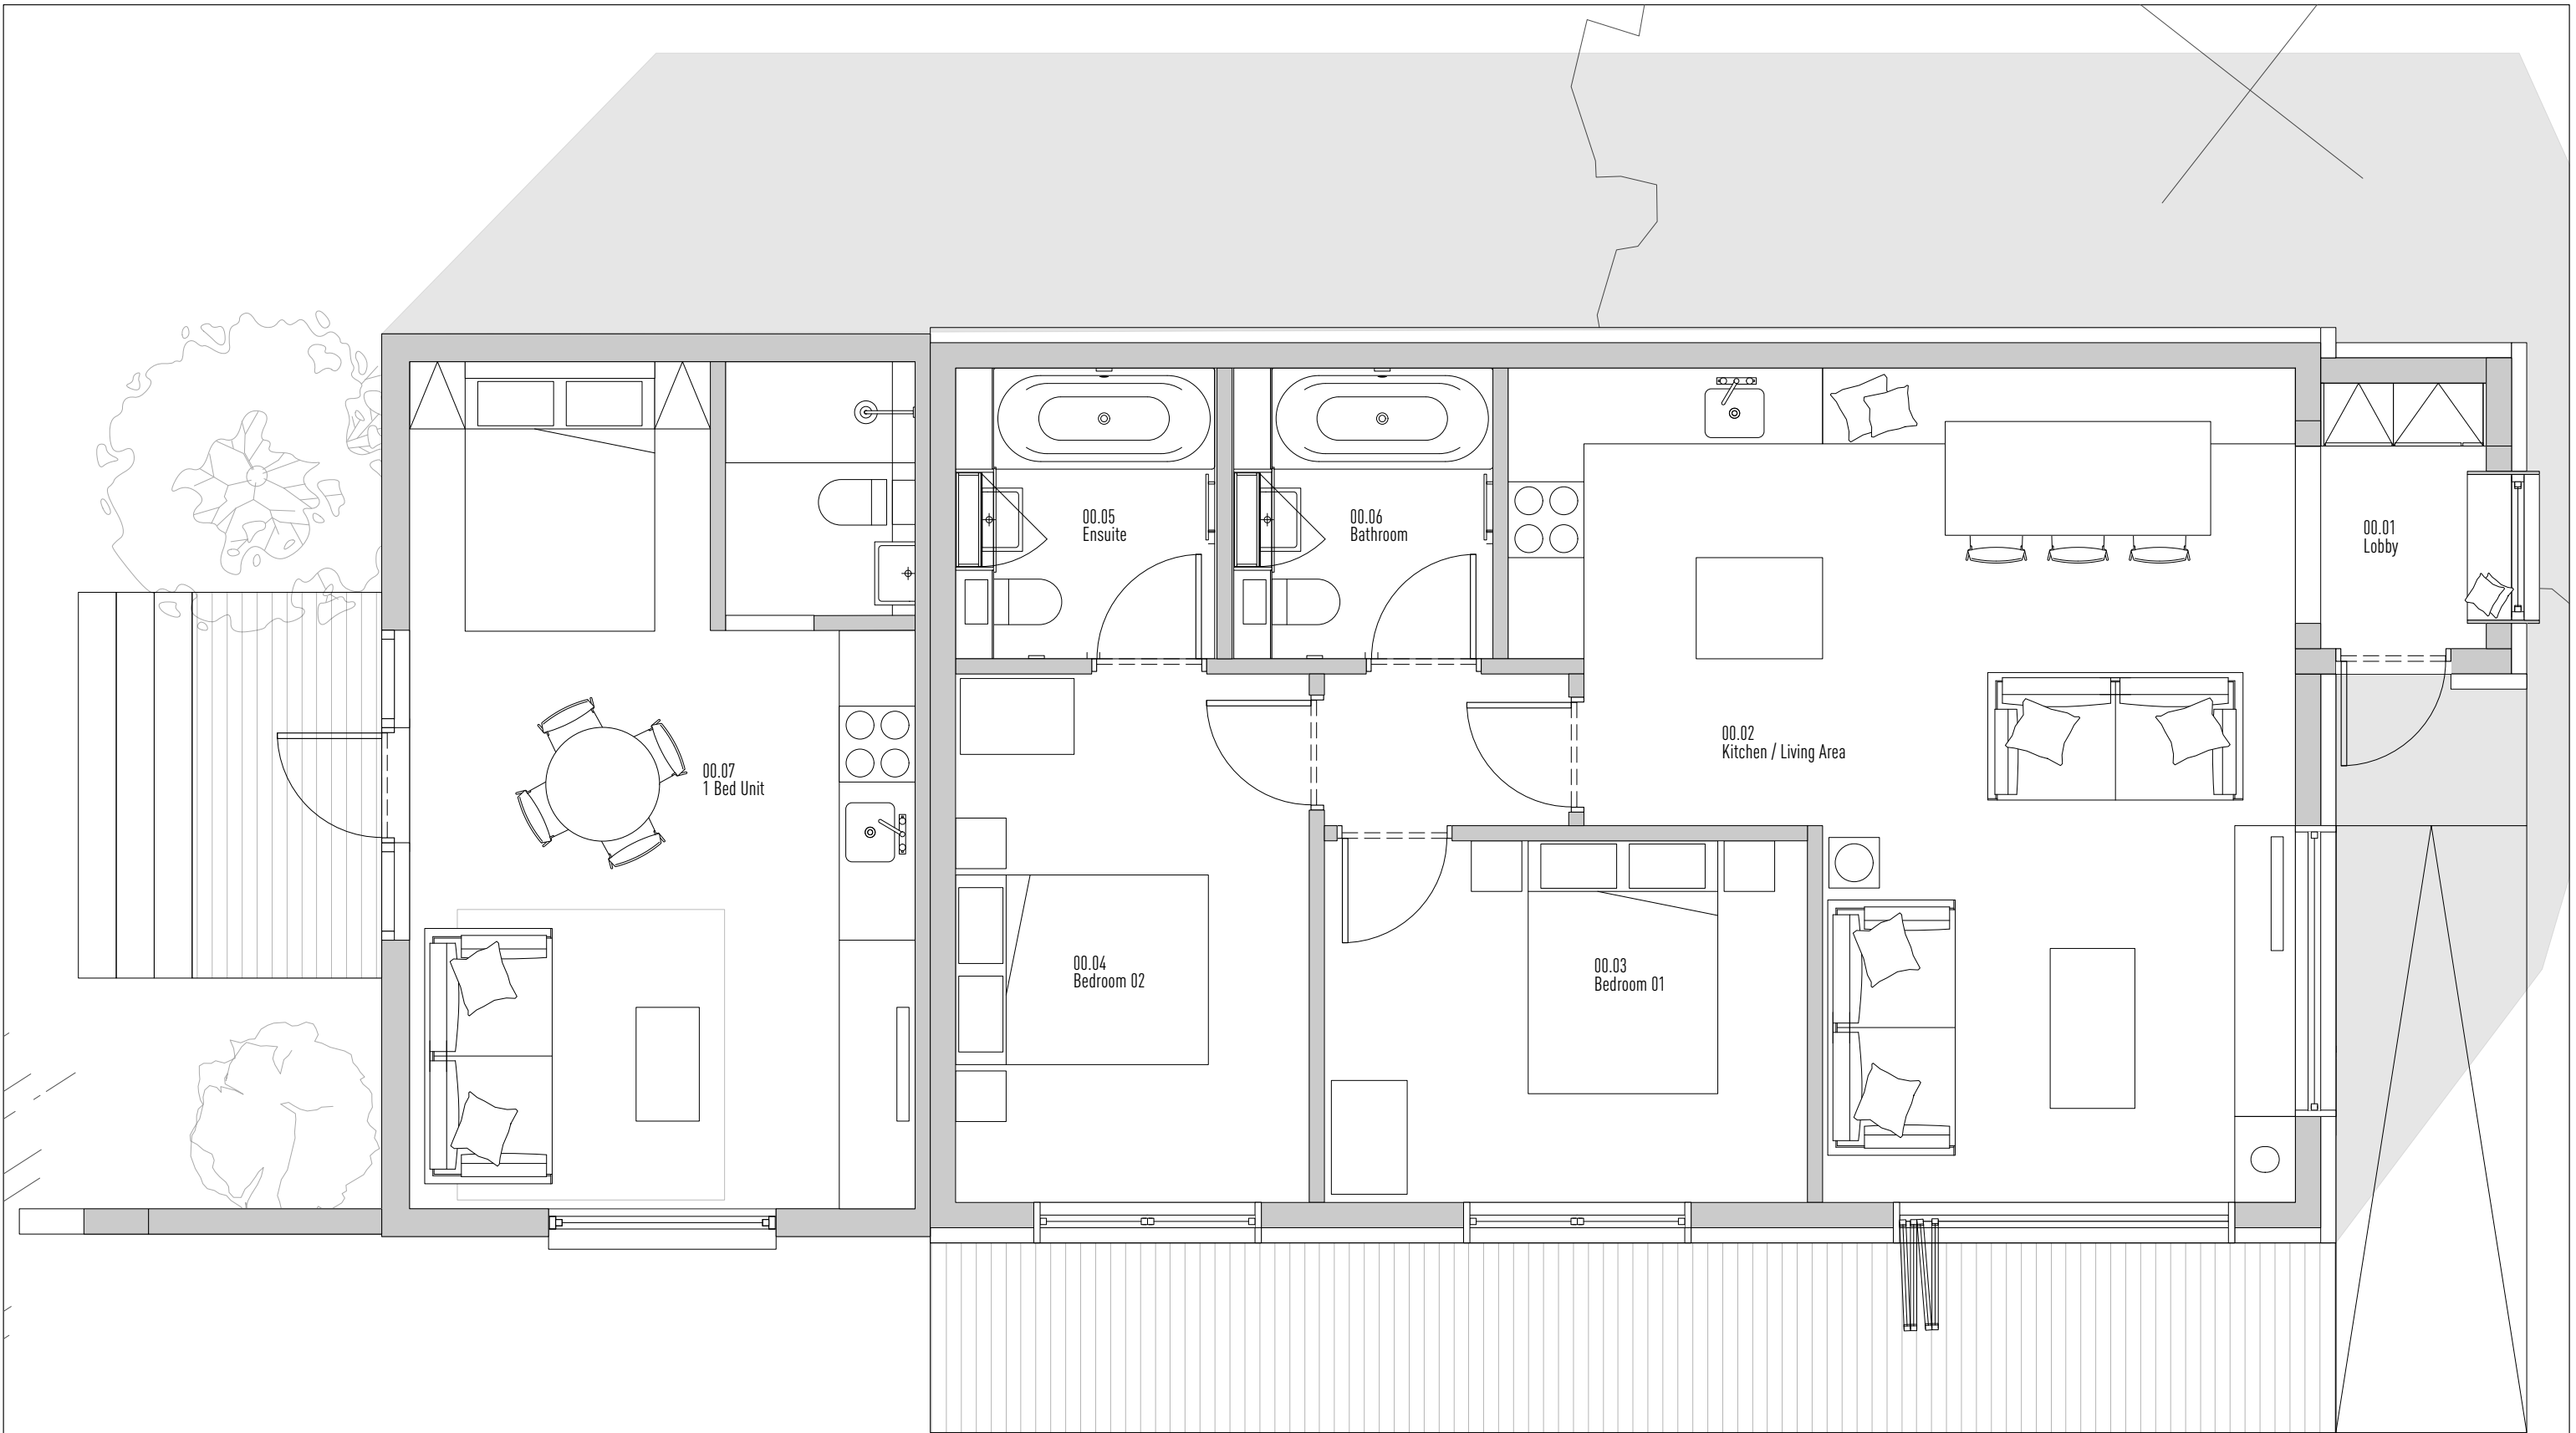 00.05
Ensuite
00.06
Bathroom
00.01
Lobby
00.02
Kitchen / Living Area
00.07
1 Bed Unit
00.04
Bedroom 02
00.03
Bedroom 01